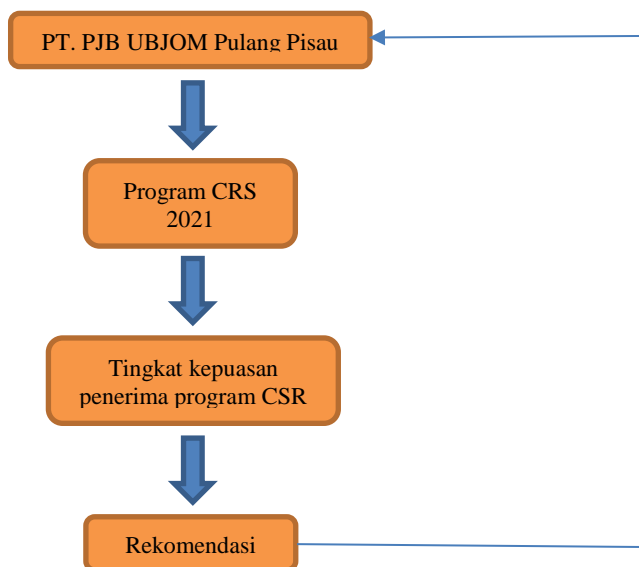 PT. PJB UBJOM Pulang Pisau
Program CRS
2021
Tingkat kepuasan
penerima program CSR
Rekomendasi